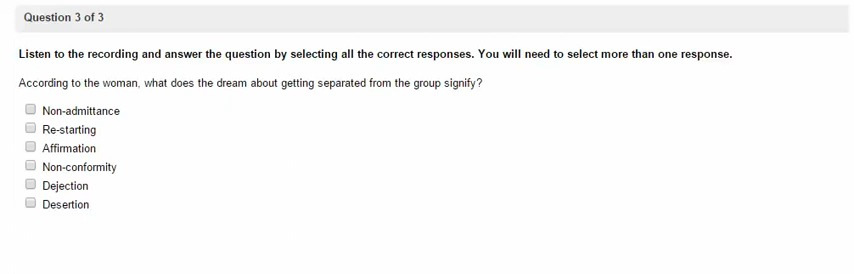 Question 3 of 3
Listen to the recording and answer the question by selecting all the correct responses. You will need to select more than one response.
According to the woman, what does the dream about getting separated from the group signify?
Non-admittance
Re-starting
Affirmation
Non-conformity
Dejection
Desertion